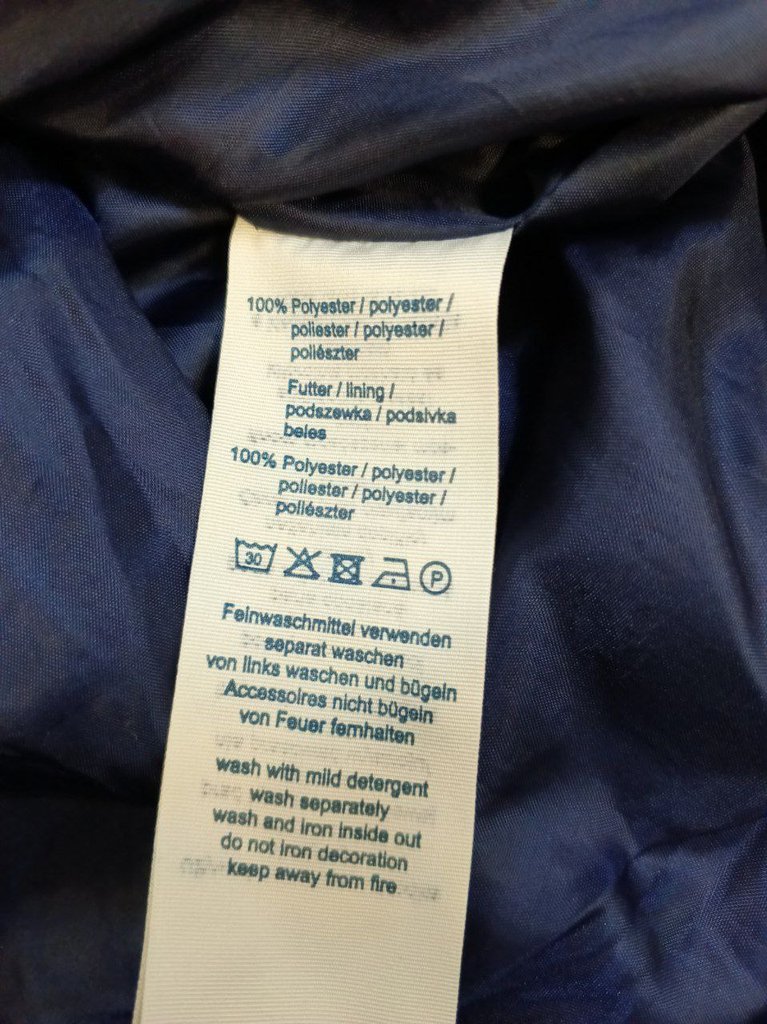 100% Polyester / polyester /
poliester / polyester /
poliészter
Futter / lining /
podszewka / podsivka
beles
100% Polyester / polyester /
poliester / polyester /
poliészter
30 P
Feinwaschmittel verwenden
separat waschen
von links waschen und bügeln
Accessoires nicht bügeln
von Feuer fernhalten
wash with mild detergent
wash separately
wash and iron inside out
do not iron decoration
keep away from fire